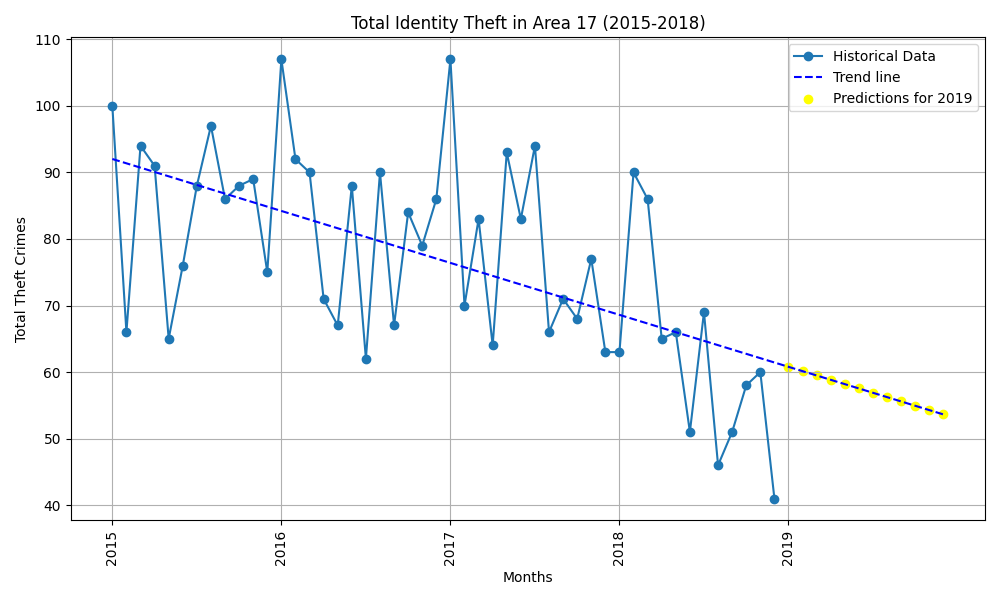 Total Identity Theft in Area 17 (2015-2018)
Historical Data
Trend line
Predictions for 2019
Total Theft Crimes
110
100
90
80
70
60
50
40
2015
2016
2017
2018
2019
Months